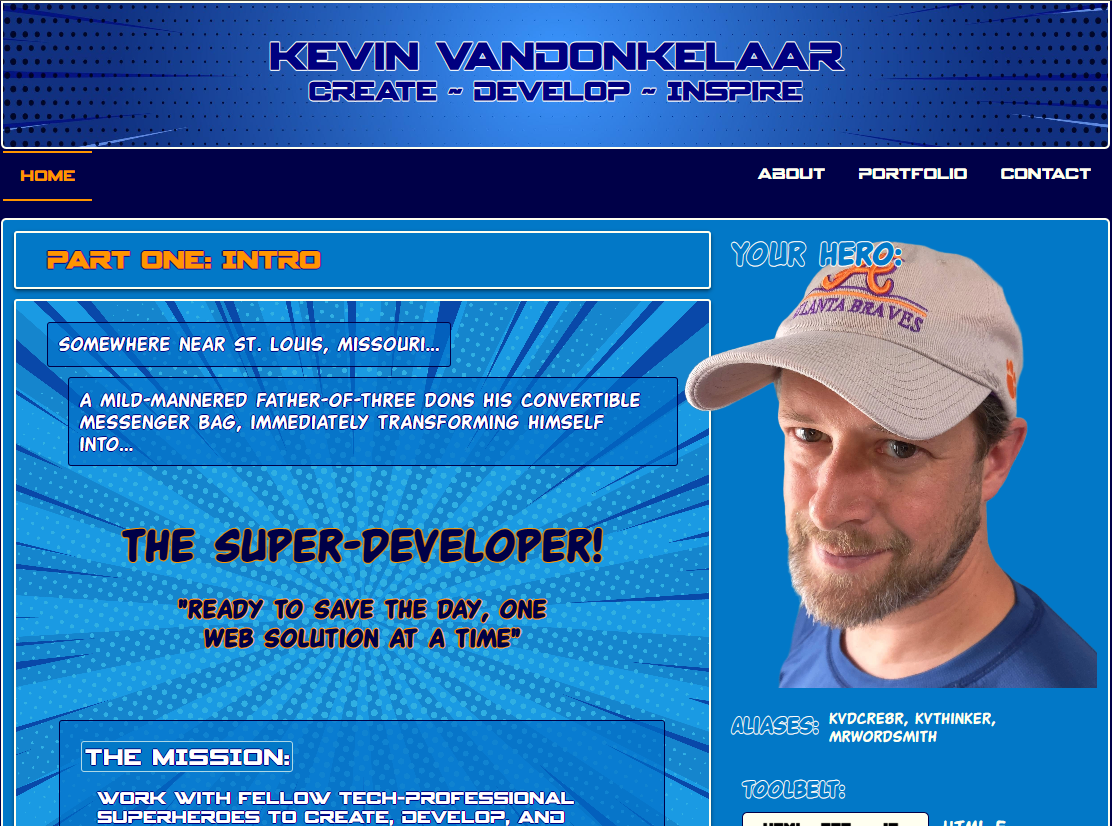 KEVIN VANDONKELAAR
CREATE ~ DEVELOP ~ INSPIRE
HOME
ABOUT
PORTFOLIO
CONTACT
PART ONE: INTRO
SOMEWHERE NEAR ST. LOUIS, MISSOURI...
A MILD-MANNERED FATHER-OF-THREE DONS HIS CONVERTIBLE
MESSENGER BAG, IMMEDIATELY TRANSFORMING HIMSELF
INTO...
THE SUPER-DEVELOPER!
"READY TO SAVE THE DAY, ONE
WEB SOLUTION AT A TIME"
THE MISSION:
WORK WITH FELLOW TECH-PROFESSIONAL
SUPERHEROES TO CREATE, DEVELOP, AND
YOUR HERO:
ATLANTA BRAVES
ALIASES:
KVDCRE8R, KVTHINKER,
MRWORDSMITH
TOOLBELT: